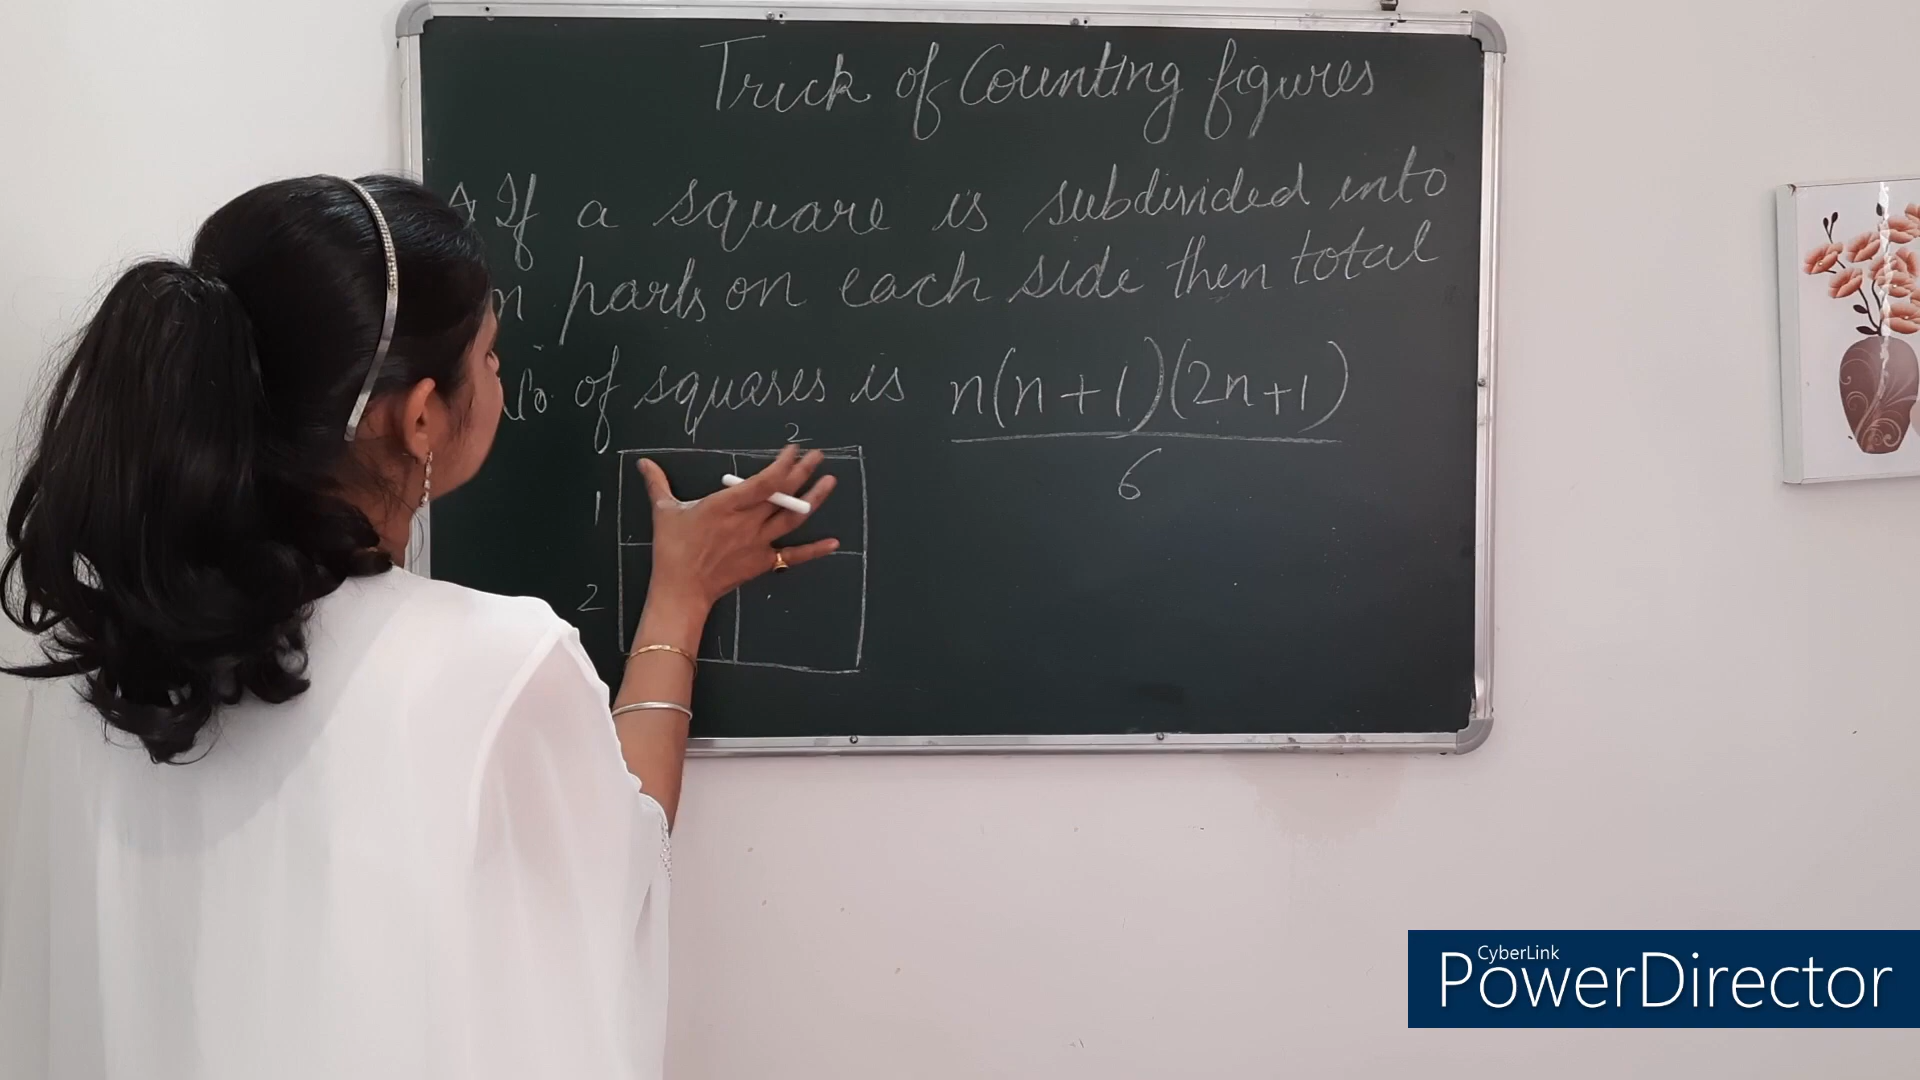 Trick of Counting figures
If a square is subdivided into
n parts on each side then total
No. of squares is n(n+1)(2n+1)
6
1 2
1
2
CyberLink
PowerDirector